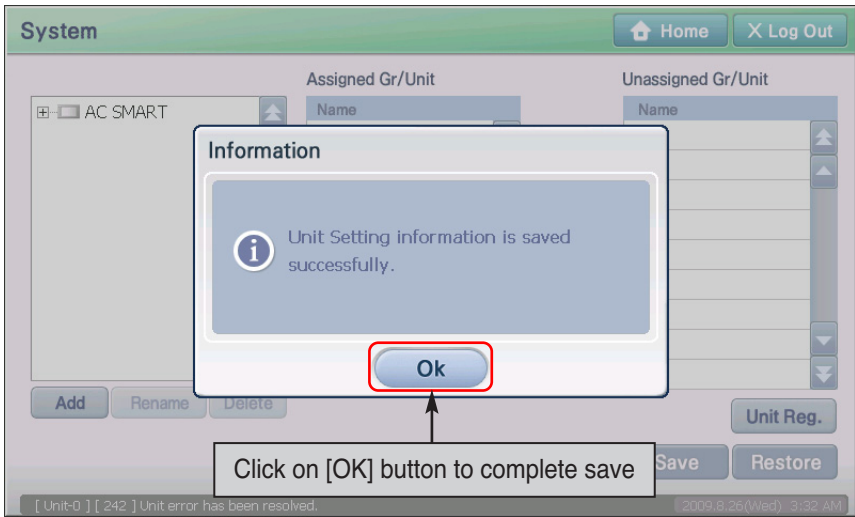 System
Home
X Log Out
Assigned Gr/Unit
Unassigned Gr/Unit
AC SMART
Name
Name
Information
Unit Setting information is saved
successfully.
Ok
Add
Rename
Delete
Unit Reg.
Click on [OK] button to complete save
Save
Restore
[ Unit-0 ] [ 242 ] Unit error has been resolved.
2009.8.26(Wed) 3:32 AM